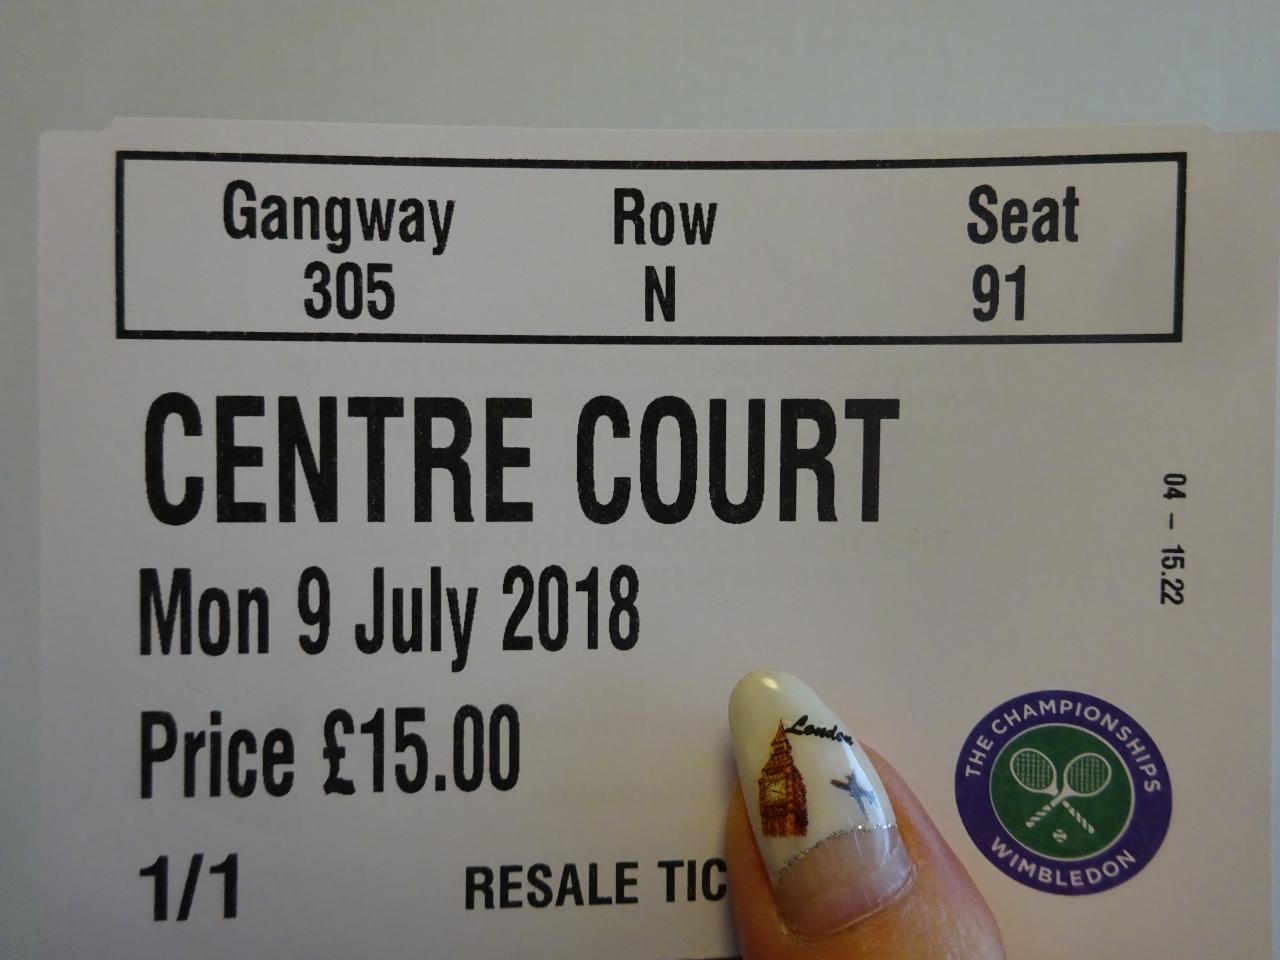 Gangway Row Seat
305 N 91
CENTRE COURT
Mon 9 July 2018
Price £15.00
1/1 RESALE TIC
04 – 15.22
London
THE CHAMPIONSHIPS
WIMBLEDON